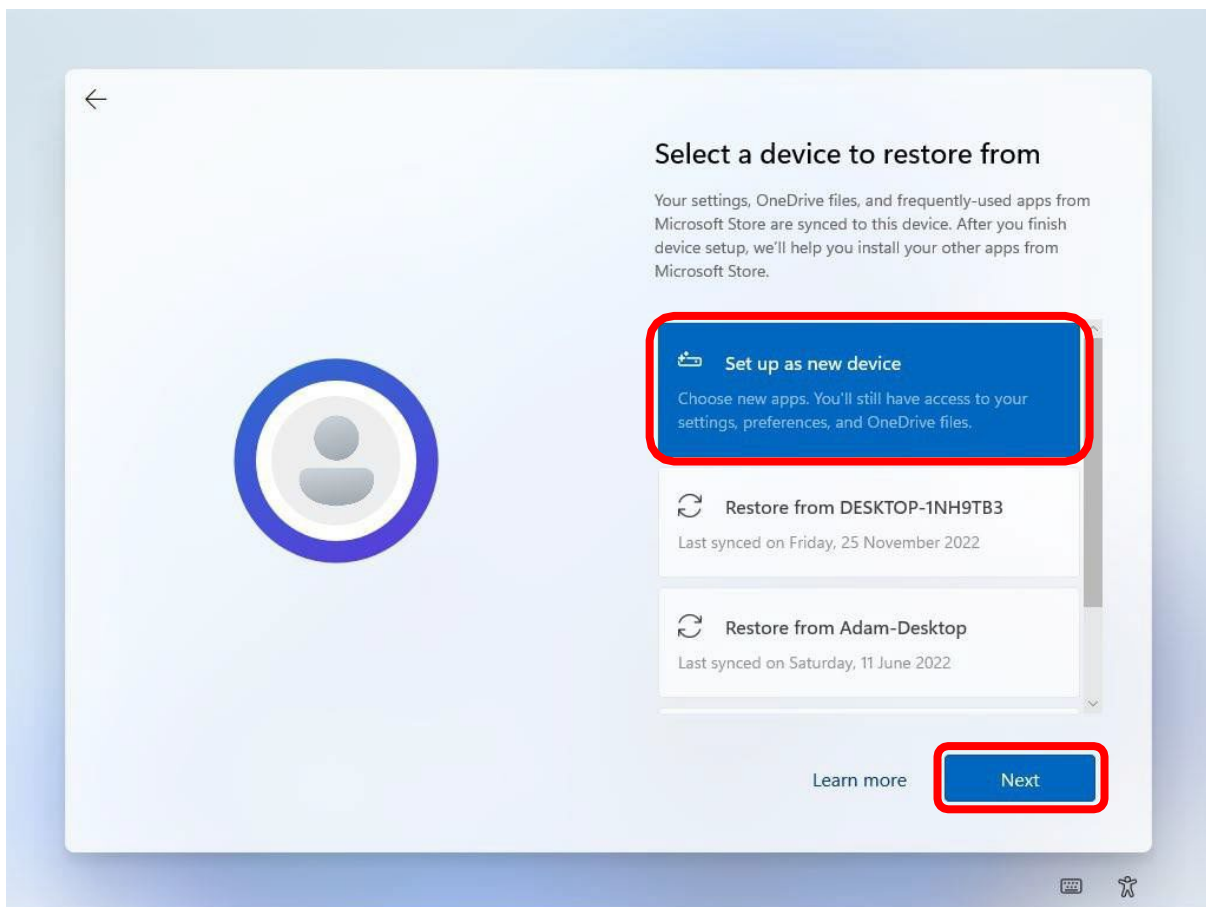 Select a device to restore from
Your settings, OneDrive files, and frequently-used apps from
Microsoft Store are synced to this device. After you finish
device setup, we'll help you install your other apps from
Microsoft Store.
Set up as new device
Choose new apps. You'll still have access to your
settings, preferences, and OneDrive files.
Restore from DESKTOP-1NH9TB3
Last synced on Friday, 25 November 2022
Restore from Adam-Desktop
Last synced on Saturday, 11 June 2022
Learn more
Next